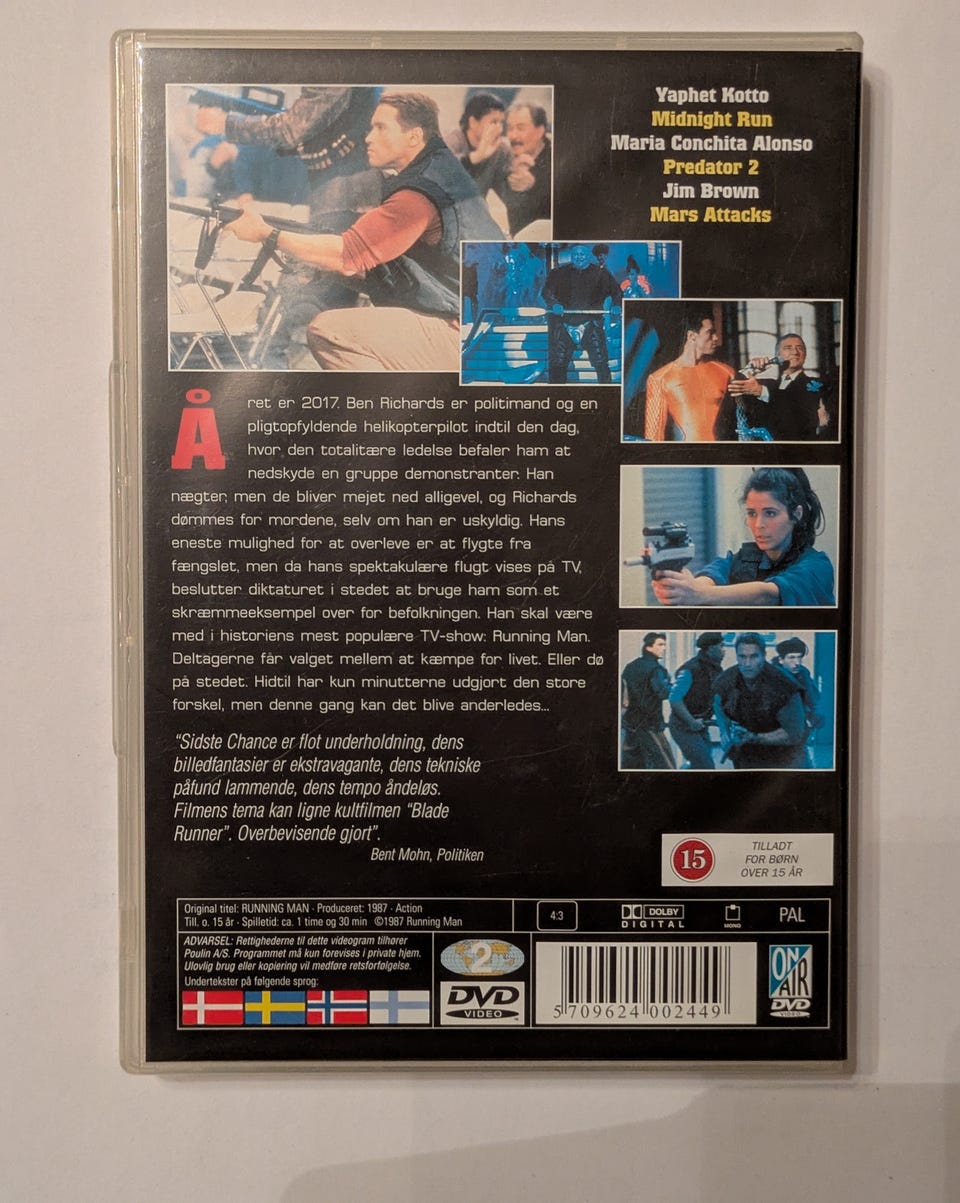 Yaphet Kotto
Midnight Run
Maria Conchita Alonso
Predator 2
Jim Brown
Mars Attacks
Året er 2017. Ben Richards er politimand og en
pligtopfyldende helikopterpilot indtil den dag,
hvor den totalitære ledelse befaler ham at
nedskyde en gruppe demonstranter. Han
nægter, men de bliver mejet ned alligevel, og Richards
dømmes for mordene, selv om han er uskyldig. Hans
eneste mulighed for at overleve er at flygte fra
fængslet, men da hans spektakulære flugt vises på TV,
beslutter diktaturet i stedet at bruge ham som et
skræmmeeksempel over for befolkningen. Han skal være
med i historiens mest populære TV-show: Running Man.
Deltagerne får valget mellem at kæmpe for livet. Eller dø
på stedet. Hidtil har kun minutterne udgjort den store
forskel, men denne gang kan det blive anderledes...
"Sidste Chance er flot underholdning, dens
billedfantasier er ekstravagante, dens tekniske
påfund lammende, dens tempo åndeløs.
Filmens tema kan ligne kultfilmen "Blade
Runner". Overbevisende gjort".
Bent Mohn, Politiken
15
TILLADT
FOR BØRN
OVER 15 ÅR
Original titel: RUNNING MAN · Produceret: 1987 · Action
Till. o. 15 år · Spilletid: ca. 1 time og 30 min ©1987 Running Man
4:3
DOLBY
DIGITAL
MONO
PAL
ADVARSEL: Rettighederne til dette videogram tilhører
Poulin A/S. Programmet må kun forevises i private hjem.
Ulovlig brug eller kopiering vil medføre retsforfølgelse.
Undertekster på følgende sprog:
2
DVD
VIDEO
5 709624 002449
ON
AIR
DVD
VIDEO